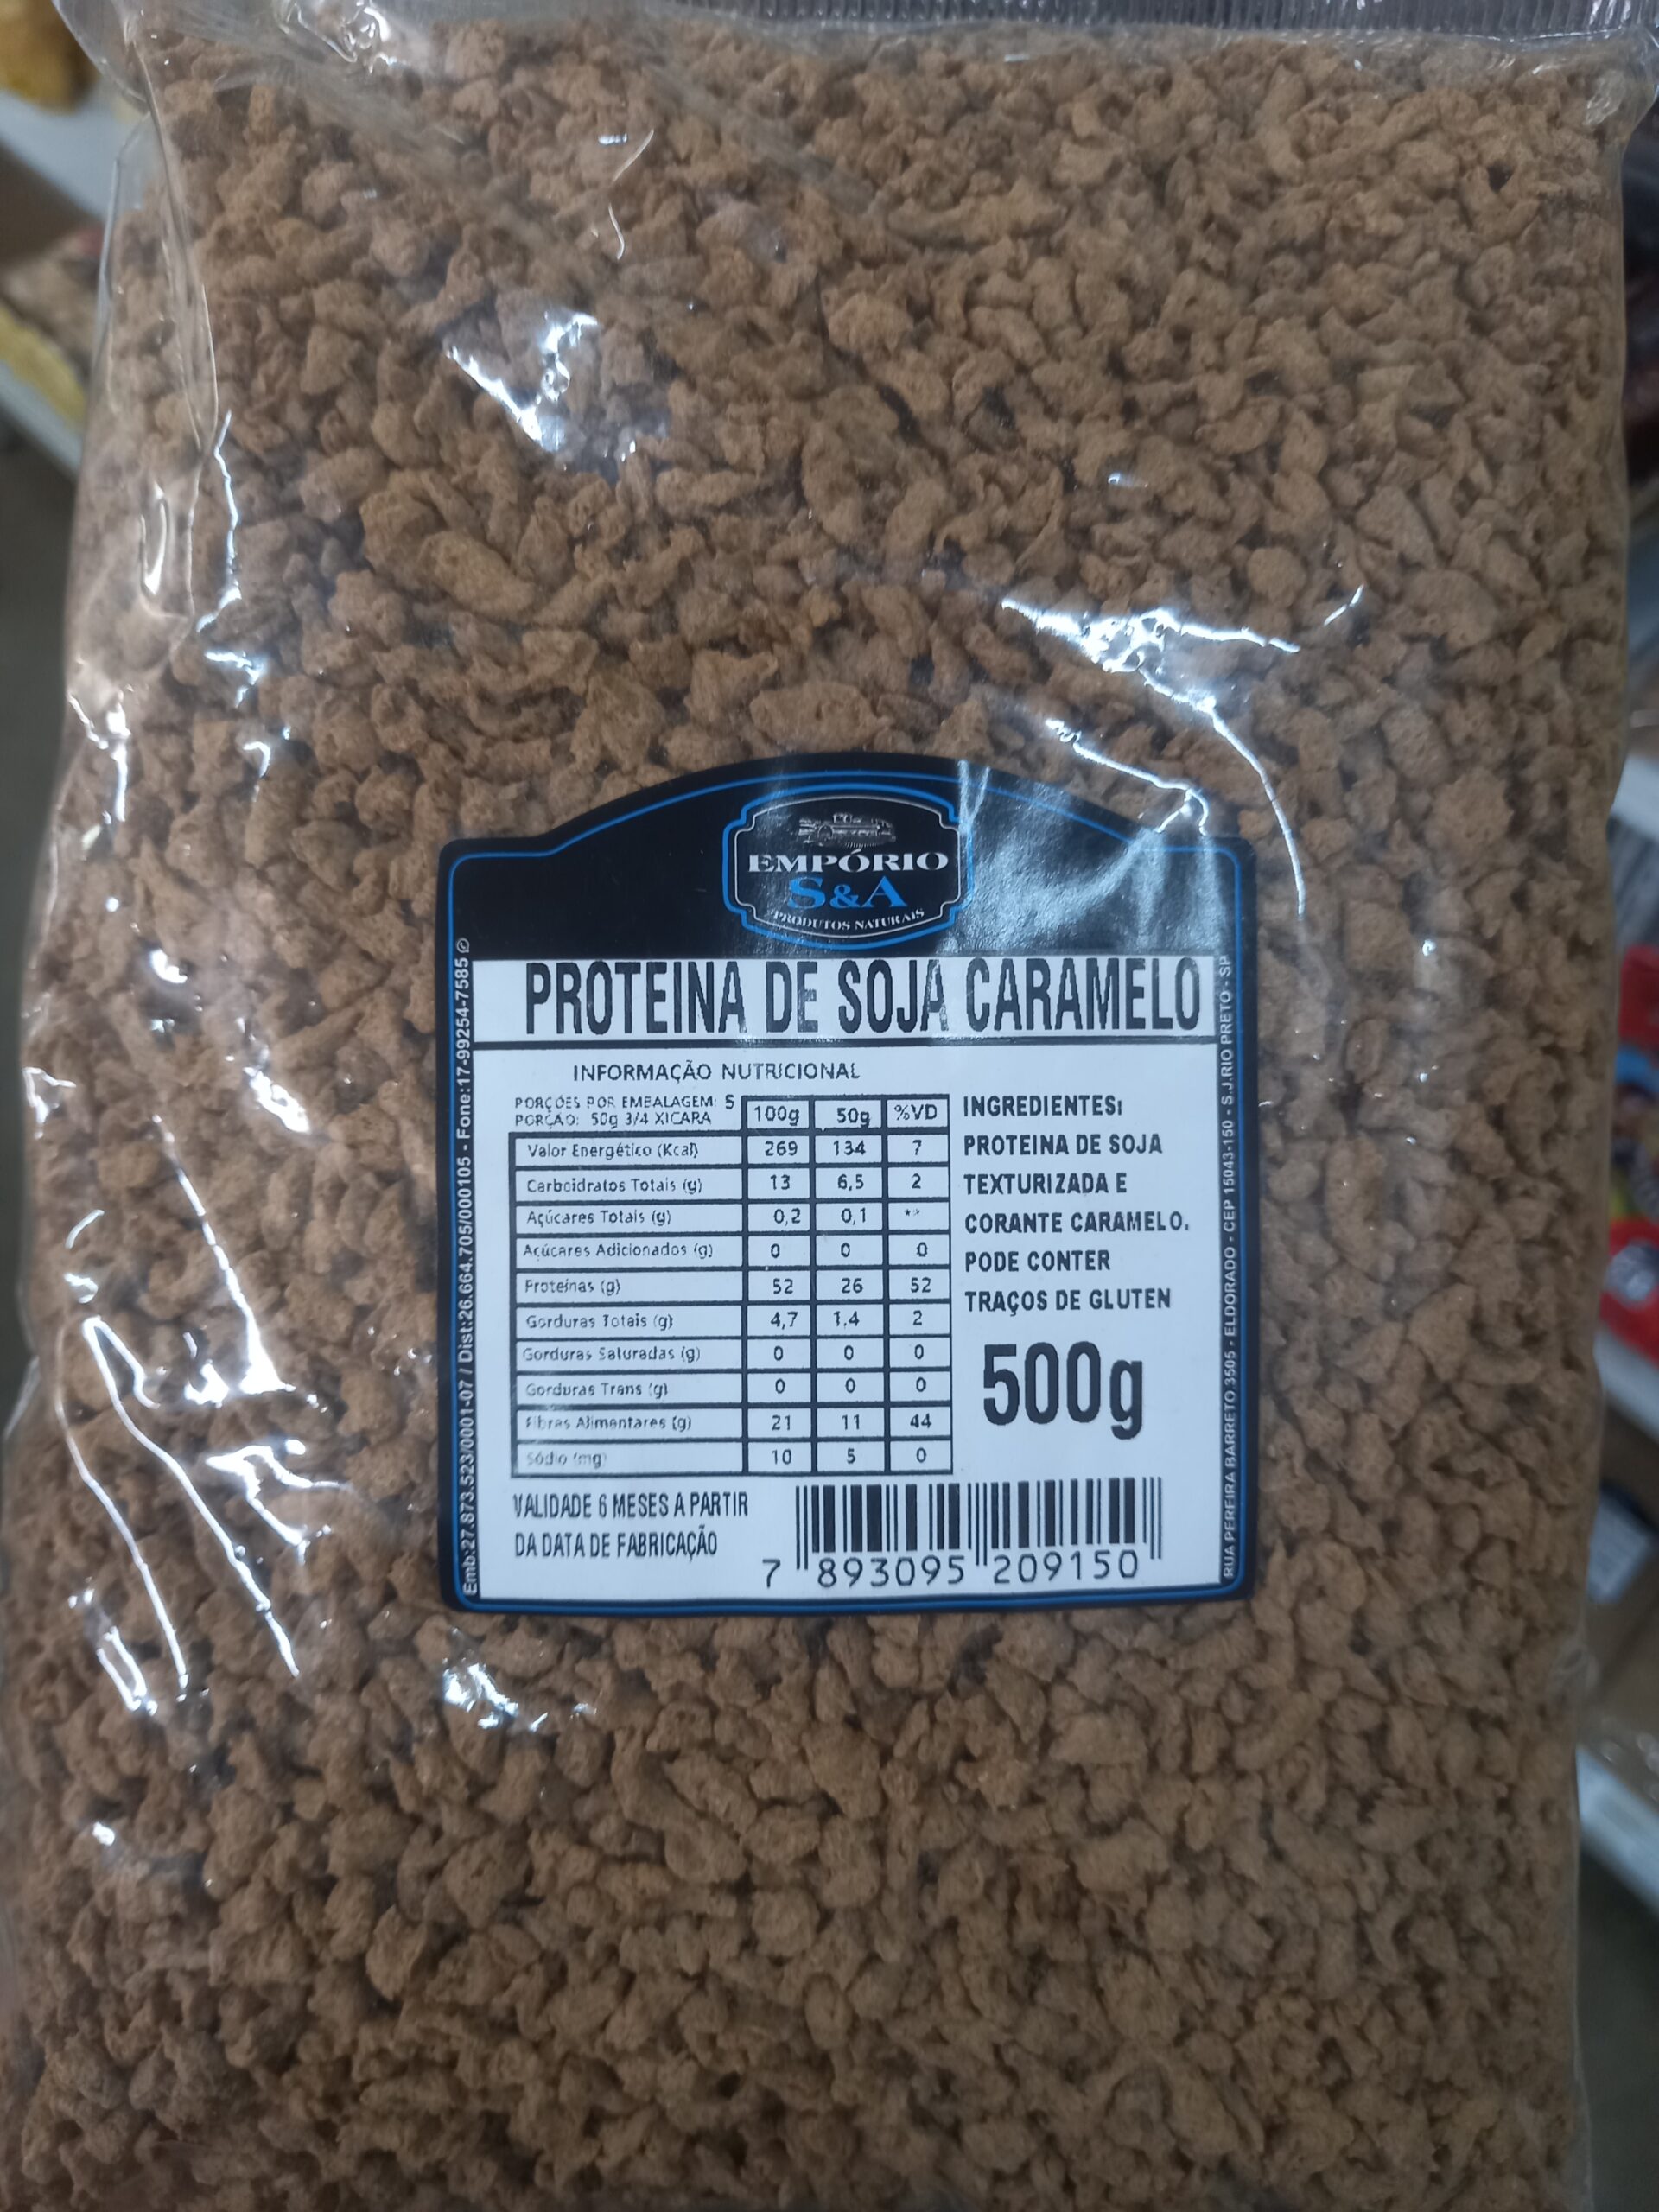 EMPÓRIO
S&A
PRODUTOS NATURAIS
PROTEINA DE SOJA CARAMELO
INFORMAÇÃO NUTRICIONAL
PORÇÕES POR EMBALAGEM: 5
PORÇÃO: 50g 3/4 XICARA
100g 50g %VD
Valor Energético (Kcal) 269 134 7
Carboidratos Totais (g) 13 6,5 2
Açúcares Totais (g) 0,2 0,1 **
Açúcares Adicionados (g) 0 0 0
Proteínas (g) 52 26 52
Gorduras Totais (g) 4,7 1,4 2
Gorduras Saturadas (g) 0 0 0
Gorduras Trans (g) 0 0 0
Fibras Alimentares (g) 21 11 44
Sódio (mg) 10 5 0
INGREDIENTES:
PROTEINA DE SOJA
TEXTURIZADA E
CORANTE CARAMELO.
PODE CONTER
TRAÇOS DE GLUTEN
500g
VALIDADE 6 MESES A PARTIR
DA DATA DE FABRICAÇÃO
7 893095 209150
Emb:27.873.523/0001-07 / Dist:26.664.705/000105 - Fone:17-99254-7585
RUA PERFIRA BARRETO 3505 - ELDORADO - CEP 15043-150 - S.J.RIO PRETO - SP